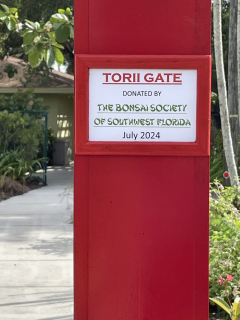 TORII GATE
DONATED BY
THE BONSAI SOCIETY
OF SOUTHWEST FLORIDA
July 2024